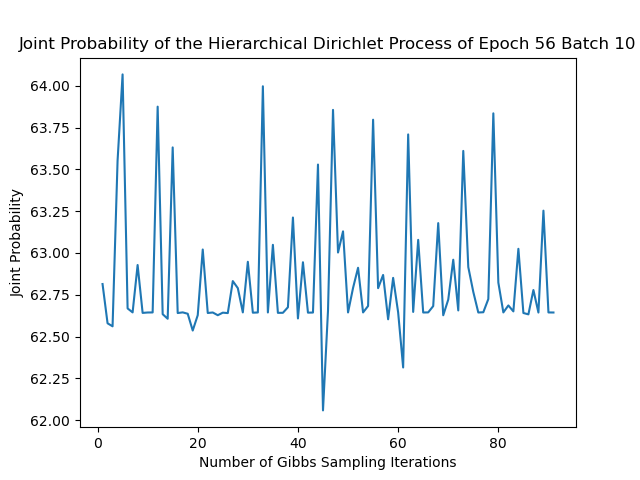 Joint Probability of the Hierarchical Dirichlet Process of Epoch 56 Batch 10
64.00
63.75
63.50
63.25
63.00
62.75
62.50
62.25
62.00
Joint Probability
0 20 40 60 80
Number of Gibbs Sampling Iterations